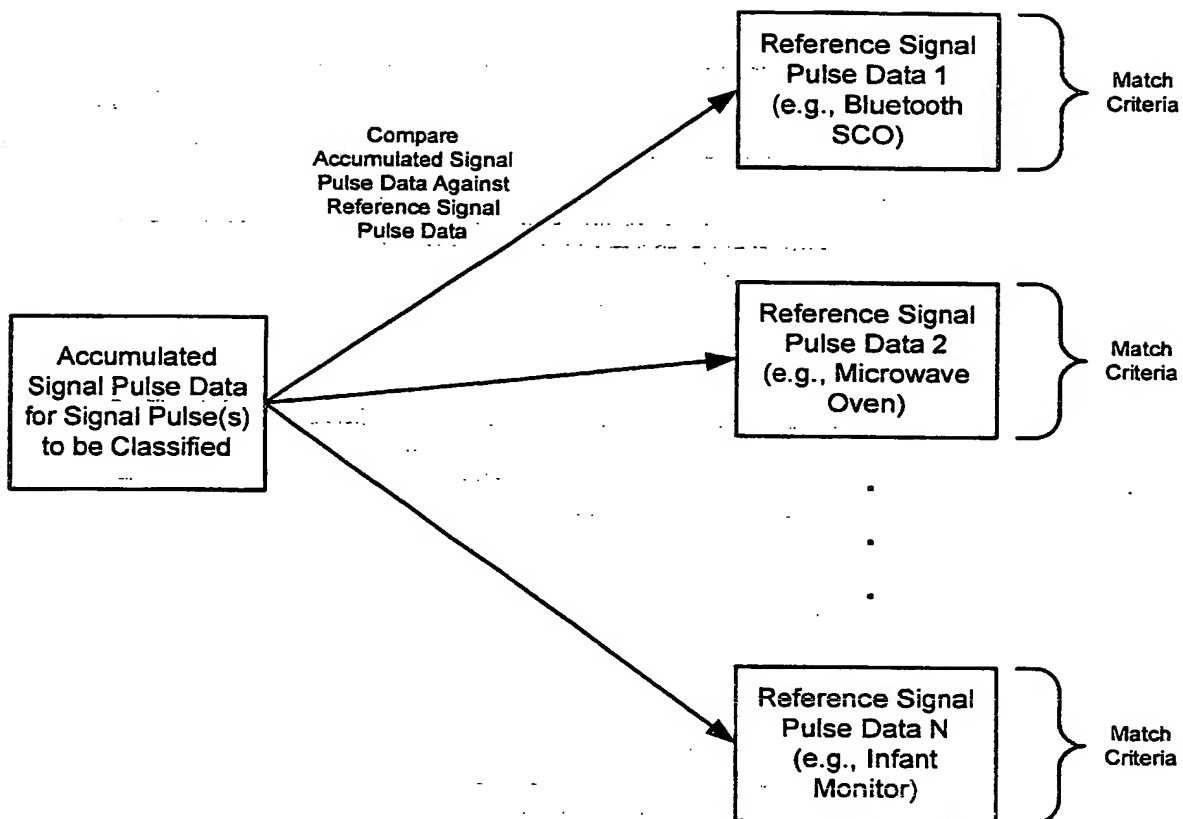 Reference Signal
Pulse Data 1
(e.g., Bluetooth
SCO)
Match
Criteria
Compare
Accumulated Signal
Pulse Data Against
Reference Signal
Pulse Data
Reference Signal
Pulse Data 2
(e.g., Microwave
Oven)
Match
Criteria
Accumulated
Signal Pulse Data
for Signal Pulse(s)
to be Classified
Reference Signal
Pulse Data N
(e.g., Infant
Monitor)
Match
Criteria